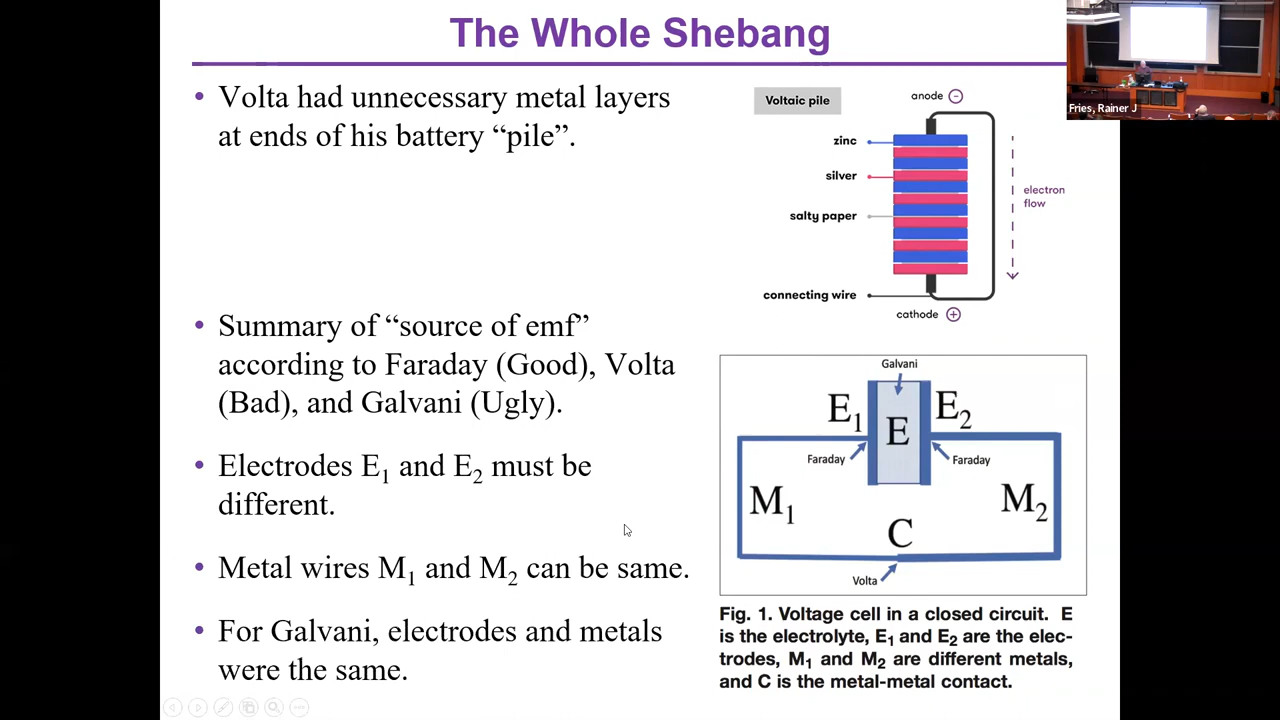 The Whole Shebang
Fries, Rainer J
• Volta had unnecessary metal layers
at ends of his battery “pile”.
Voltaic pile
anode −
zinc
silver
salty paper
electron
flow
connecting wire
cathode +
• Summary of “source of emf”
according to Faraday (Good), Volta
(Bad), and Galvani (Ugly).
• Electrodes E₁ and E₂ must be
different.
• Metal wires M₁ and M₂ can be same.
• For Galvani, electrodes and metals
were the same.
Galvani
E₁ E E₂
Faraday Faraday
M₁ M₂
C
Volta
Fig. 1. Voltage cell in a closed circuit. E
is the electrolyte, E₁ and E₂ are the elec-
trodes, M₁ and M₂ are different metals,
and C is the metal-metal contact.